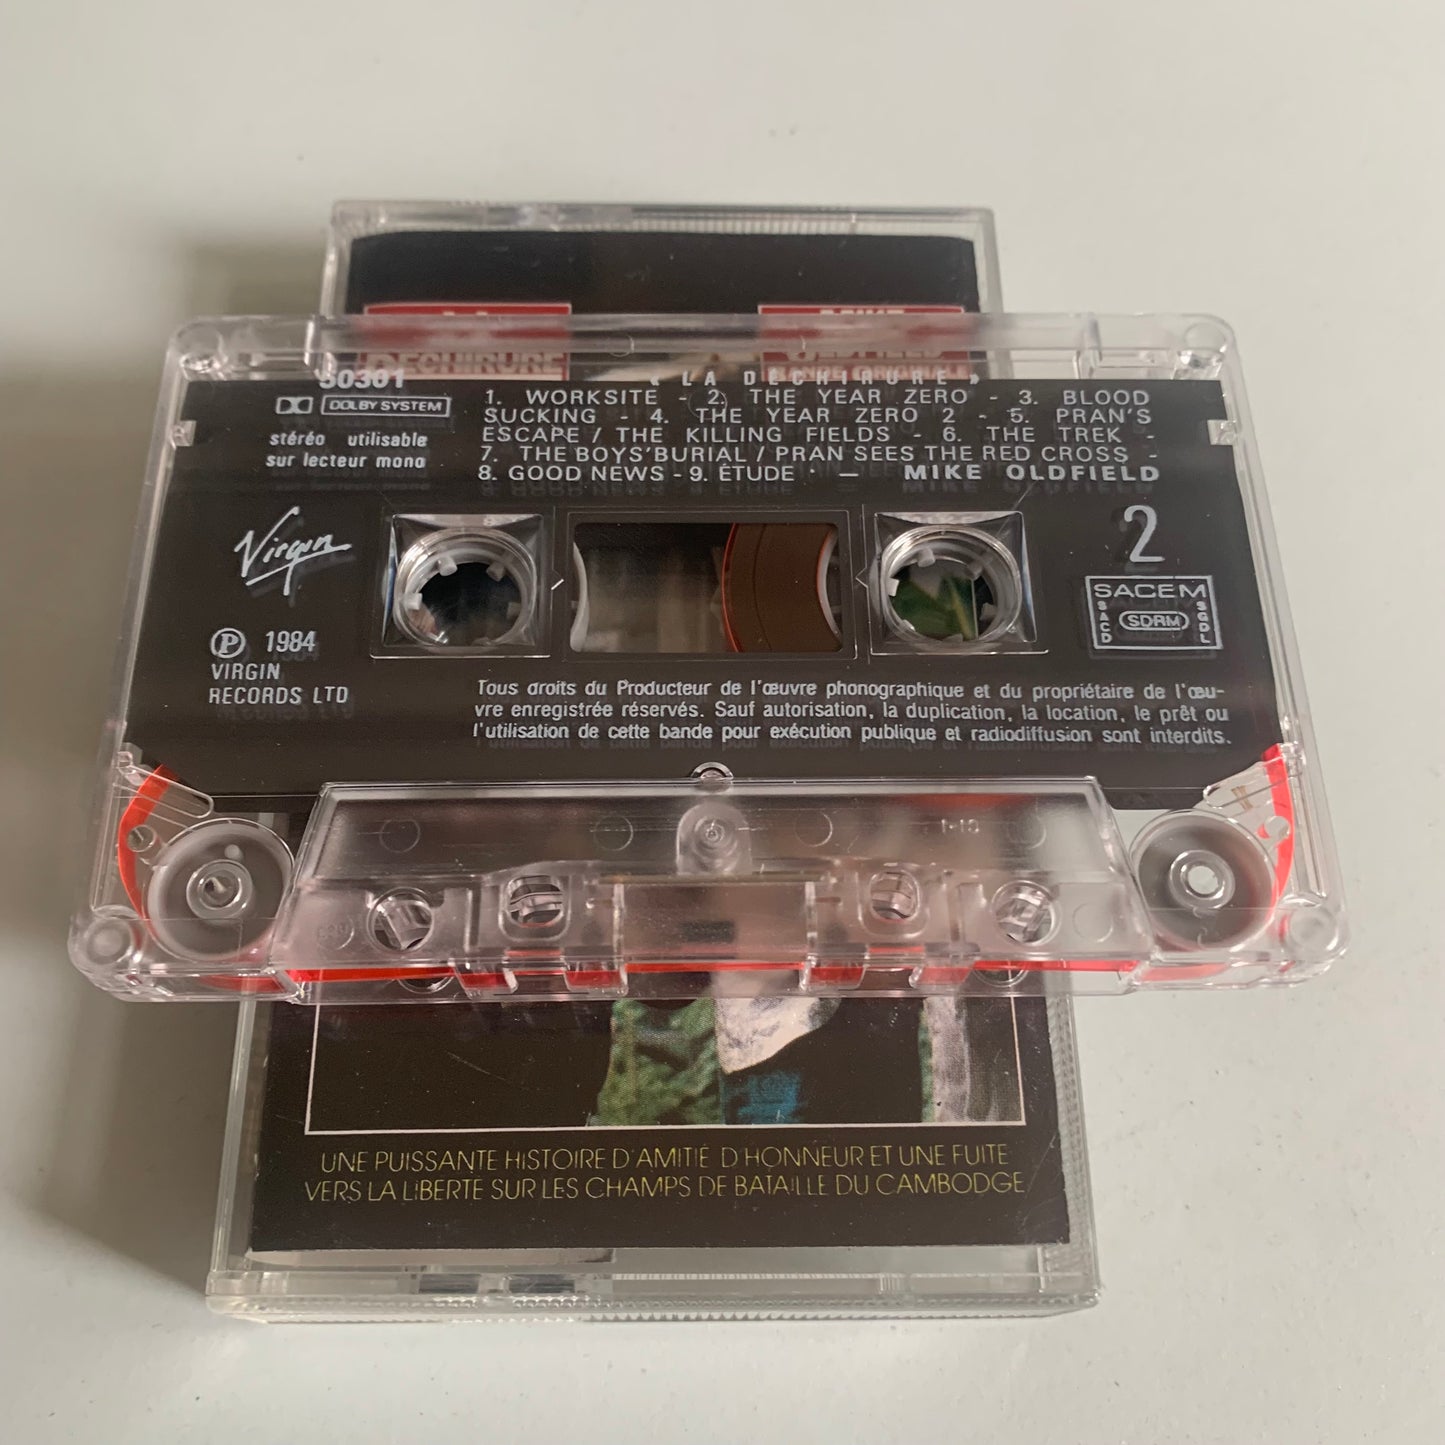 DÉCHIRURE
OLDFIELD
50301
« LA DÉCHIRURE »
DOLBY SYSTEM
stéréo utilisable
sur lecteur mono
1. WORKSITE - 2. THE YEAR ZERO - 3. BLOOD
SUCKING - 4. THE YEAR ZERO 2 - 5. PRAN'S
ESCAPE / THE KILLING FIELDS - 6. THE TREK -
7. THE BOYS'BURIAL / PRAN SEES THE RED CROSS -
8. GOOD NEWS - 9. ÉTUDE - MIKE OLDFIELD
Virgin
2
SACEM
SACD
SDRM
SGDL
Ⓟ 1984
VIRGIN
RECORDS LTD
Tous droits du Producteur de l'œuvre phonographique et du propriétaire de l'œu-
vre enregistrée réservés. Sauf autorisation, la duplication, la location, le prêt ou
l'utilisation de cette bande pour exécution publique et radiodiffusion sont interdits.
UNE PUISSANTE HISTOIRE D'AMITIÉ D'HONNEUR ET UNE FUITE
VERS LA LIBERTE SUR LES CHAMPS DE BATAILLE DU CAMBODGE